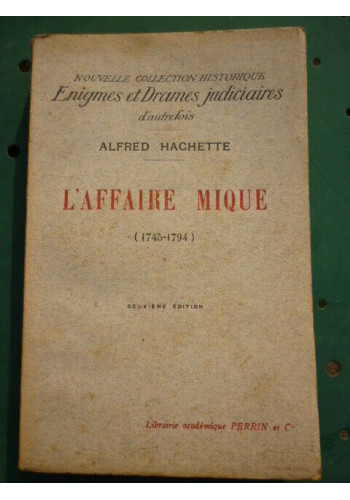 NOUVELLE COLLECTION HISTORIQUE
Enigmes et Drames judiciaires
d'autrefois
ALFRED HACHETTE
L'AFFAIRE MIQUE
(1745-1794)
DEUXIÈME ÉDITION
Librairie académique PERRIN et Cie